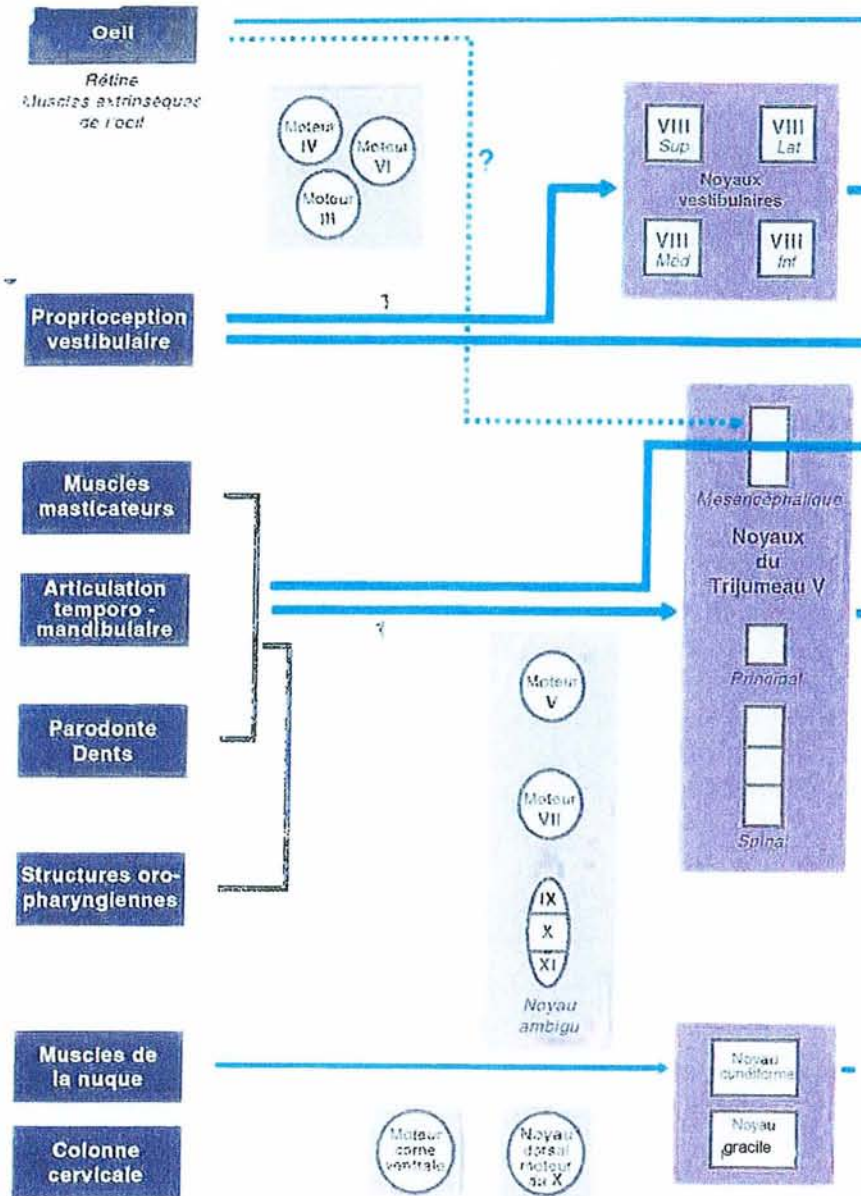 Oeil
Rétine
Muscles extrinsèques
de l'oeil
Moteur
IV
Moteur
VI
Moteur
III
?
VIII
Sup
VIII
Lat
Noyaux
vestibulaires
VIII
Méd
VIII
Inf
Proprioception
vestibulaire
Muscles
masticateurs
Mésencéphalique
Noyaux
du
Trijumeau V
Articulation
temporo -
mandibulaire
Moteur
V
Principal
Parodonte
Dents
Moteur
VII
Spinal
Structures oro-
pharyngiennes
IX
X
XI
Noyau
ambigu
Muscles de
la nuque
Noyau
cunéiforme
Noyau
gracile
Colonne
cervicale
Moteur
corne
ventrale
Noyau
dorsal
moteur
du X